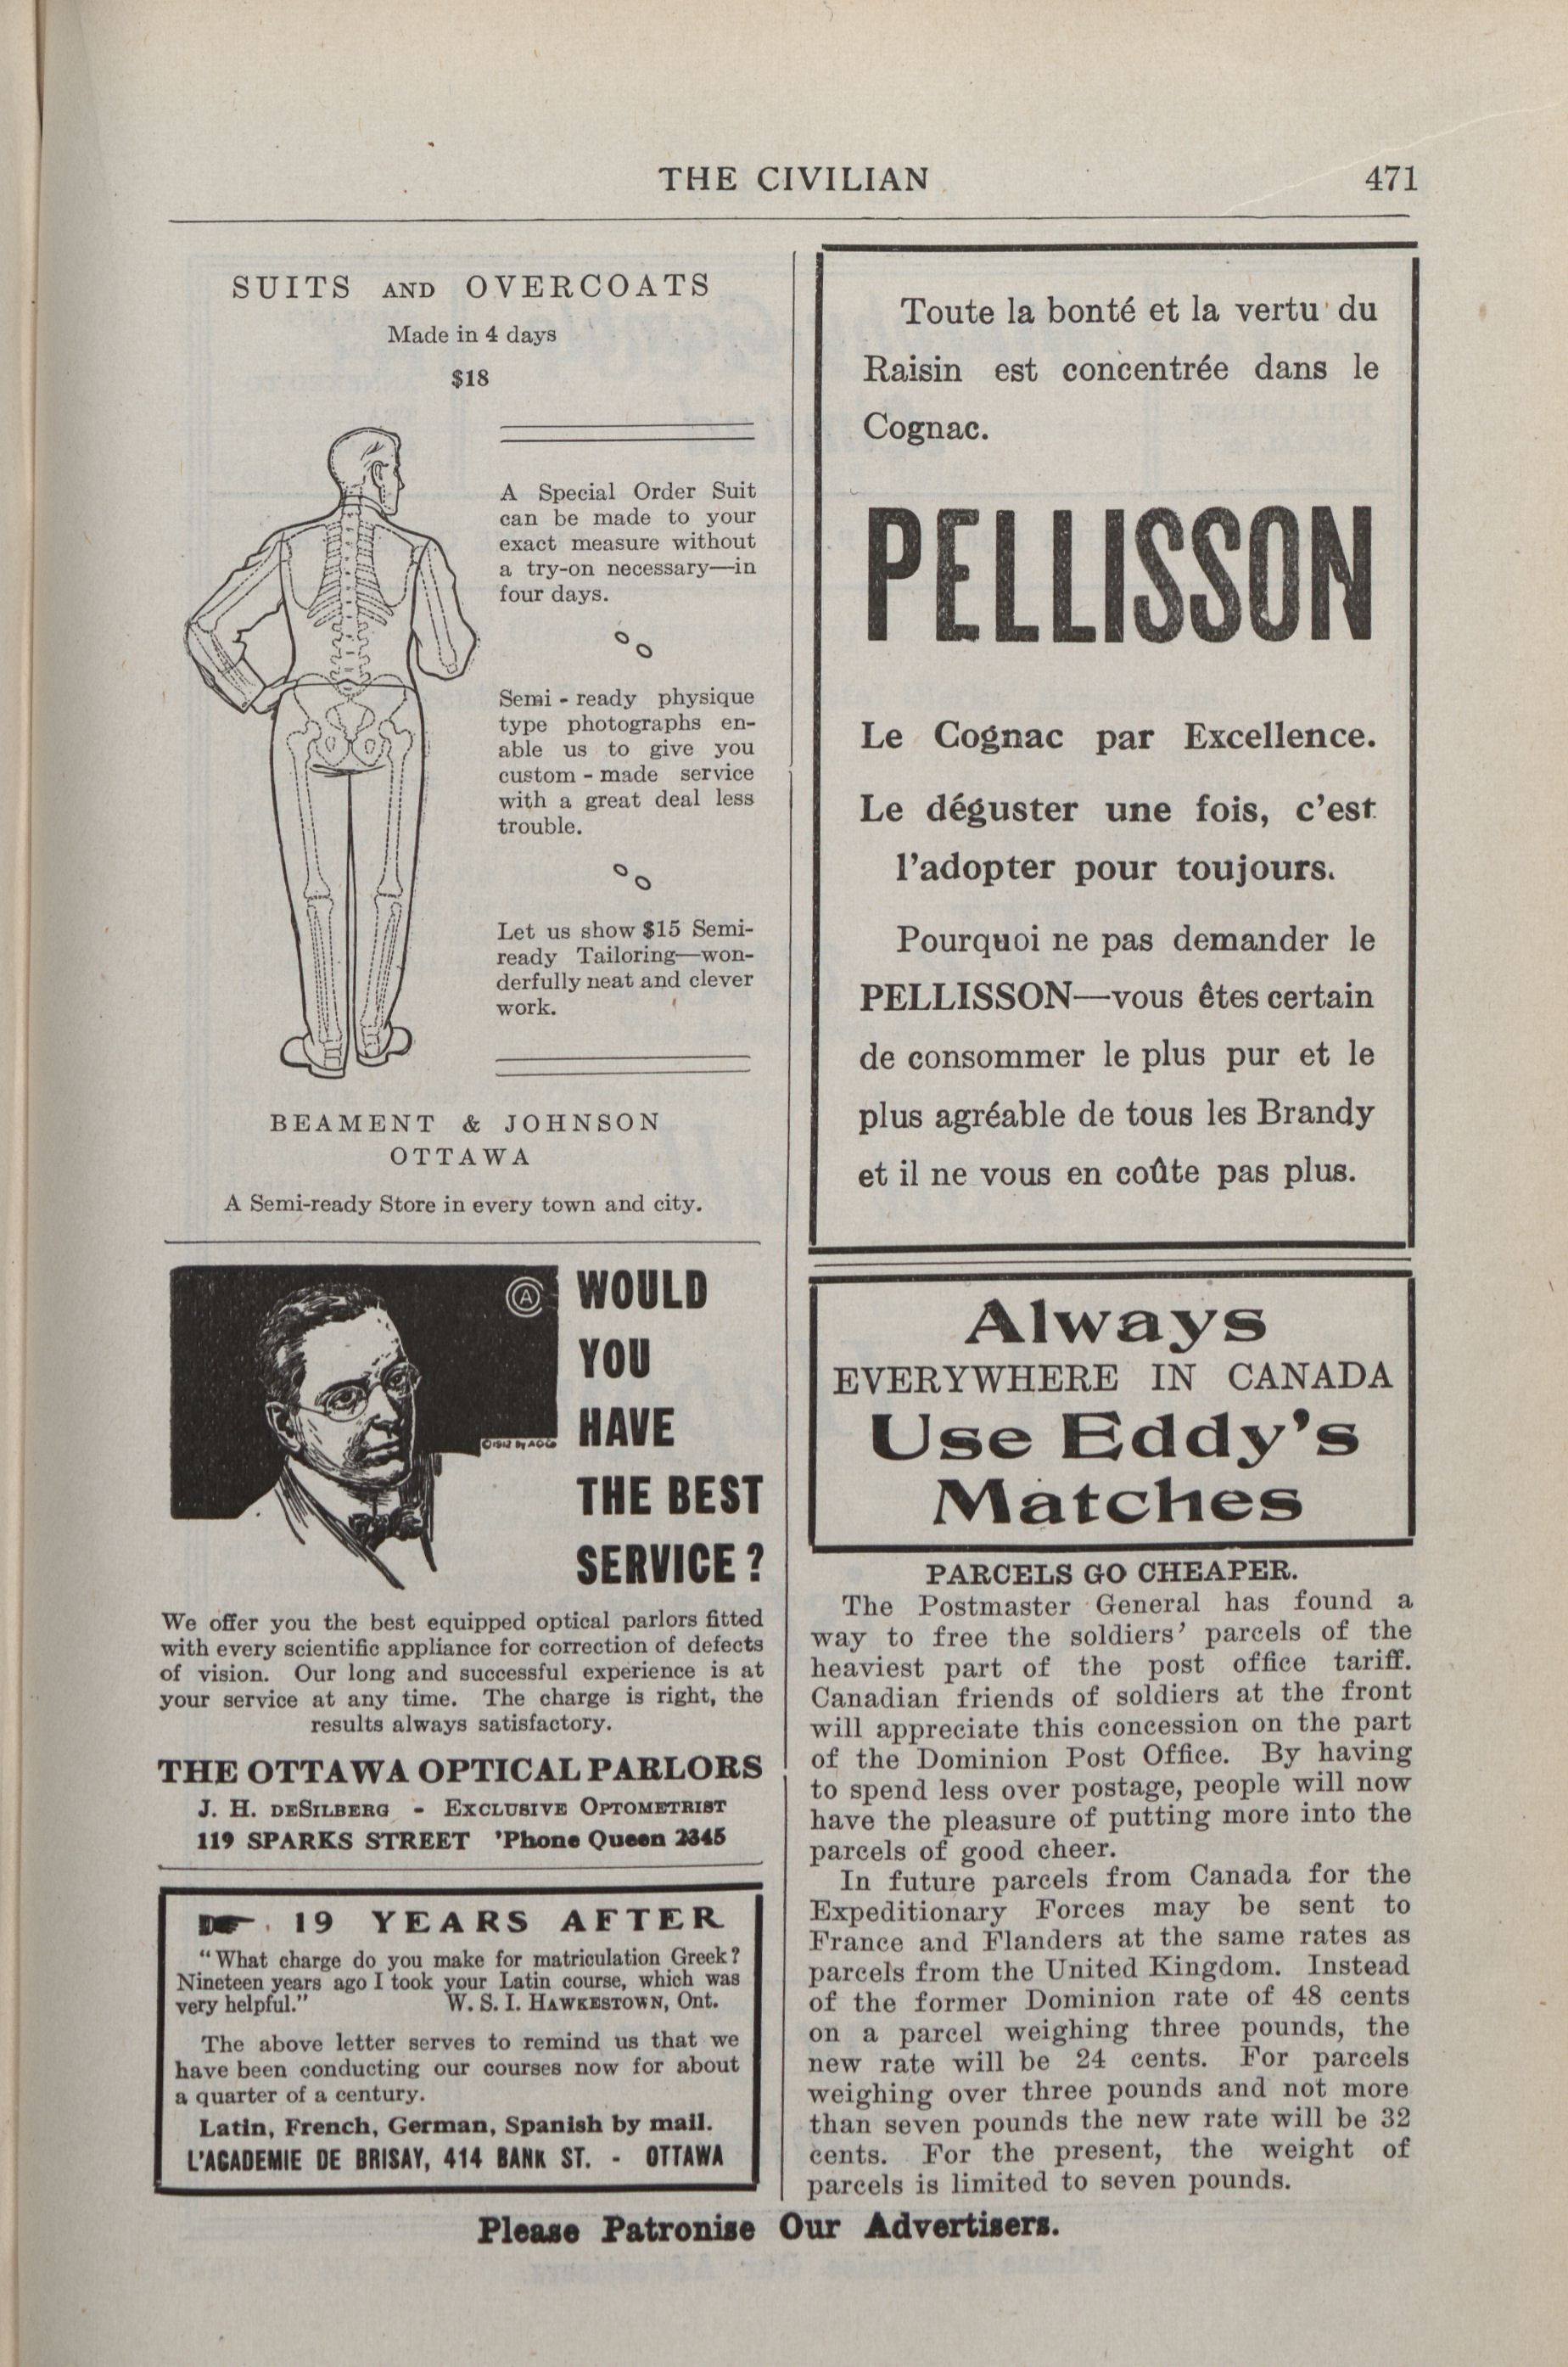 THE CIVILIAN 471
SUITS AND OVERCOATS
Made in 4 days
$18
A Special Order Suit
can be made to your
exact measure without
a try-on necessary—in
four days.
Semi - ready physique
type photographs en-
able us to give you
custom - made service
with a great deal less
trouble.
Let us show $15 Semi-
ready Tailoring—won-
derfully neat and clever
work.
BEAMENT & JOHNSON
OTTAWA
A Semi-ready Store in every town and city.
A
©1912 By AOCo
WOULD
YOU
HAVE
THE BEST
SERVICE?
We offer you the best equipped optical parlors fitted
with every scientific appliance for correction of defects
of vision. Our long and successful experience is at
your service at any time. The charge is right, the
results always satisfactory.
THE OTTAWA OPTICAL PARLORS
J. H. DESILBERG - EXCLUSIVE OPTOMETRIST
119 SPARKS STREET 'Phone Queen 2345
19 YEARS AFTER
“What charge do you make for matriculation Greek?
Nineteen years ago I took your Latin course, which was
very helpful.” W. S. I. HAWKESTOWN, Ont.
The above letter serves to remind us that we
have been conducting our courses now for about
a quarter of a century.
Latin, French, German, Spanish by mail.
L'ACADEMIE DE BRISAY, 414 BANK ST. - OTTAWA
Toute la bonté et la vertu du
Raisin est concentrée dans le
Cognac.
PELLISSON
Le Cognac par Excellence.
Le déguster une fois, c'est
l'adopter pour toujours.
Pourquoi ne pas demander le
PELLISSON—vous êtes certain
de consommer le plus pur et le
plus agréable de tous les Brandy
et il ne vous en coûte pas plus.
Always
EVERYWHERE IN CANADA
Use Eddy's
Matches
PARCELS GO CHEAPER.
The Postmaster General has found a
way to free the soldiers' parcels of the
heaviest part of the post office tariff.
Canadian friends of soldiers at the front
will appreciate this concession on the part
of the Dominion Post Office. By having
to spend less over postage, people will now
have the pleasure of putting more into the
parcels of good cheer.
In future parcels from Canada for the
Expeditionary Forces may be sent to
France and Flanders at the same rates as
parcels from the United Kingdom. Instead
of the former Dominion rate of 48 cents
on a parcel weighing three pounds, the
new rate will be 24 cents. For parcels
weighing over three pounds and not more
than seven pounds the new rate will be 32
cents. For the present, the weight of
parcels is limited to seven pounds.
Please Patronise Our Advertisers.